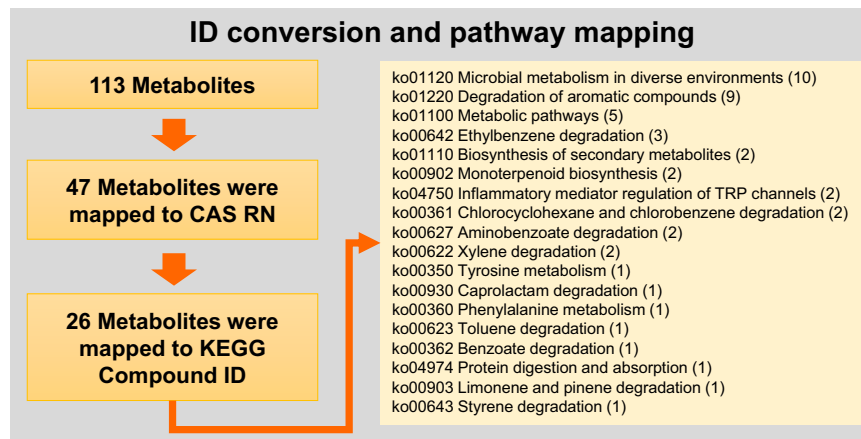 ID conversion and pathway mapping
113 Metabolites
47 Metabolites were
mapped to CAS RN
26 Metabolites were
mapped to KEGG
Compound ID
ko01120 Microbial metabolism in diverse environments (10)
ko01220 Degradation of aromatic compounds (9)
ko01100 Metabolic pathways (5)
ko00642 Ethylbenzene degradation (3)
ko01110 Biosynthesis of secondary metabolites (2)
ko00902 Monoterpenoid biosynthesis (2)
ko04750 Inflammatory mediator regulation of TRP channels (2)
ko00361 Chlorocyclohexane and chlorobenzene degradation (2)
ko00627 Aminobenzoate degradation (2)
ko00622 Xylene degradation (2)
ko00350 Tyrosine metabolism (1)
ko00930 Caprolactam degradation (1)
ko00360 Phenylalanine metabolism (1)
ko00623 Toluene degradation (1)
ko00362 Benzoate degradation (1)
ko04974 Protein digestion and absorption (1)
ko00903 Limonene and pinene degradation (1)
ko00643 Styrene degradation (1)